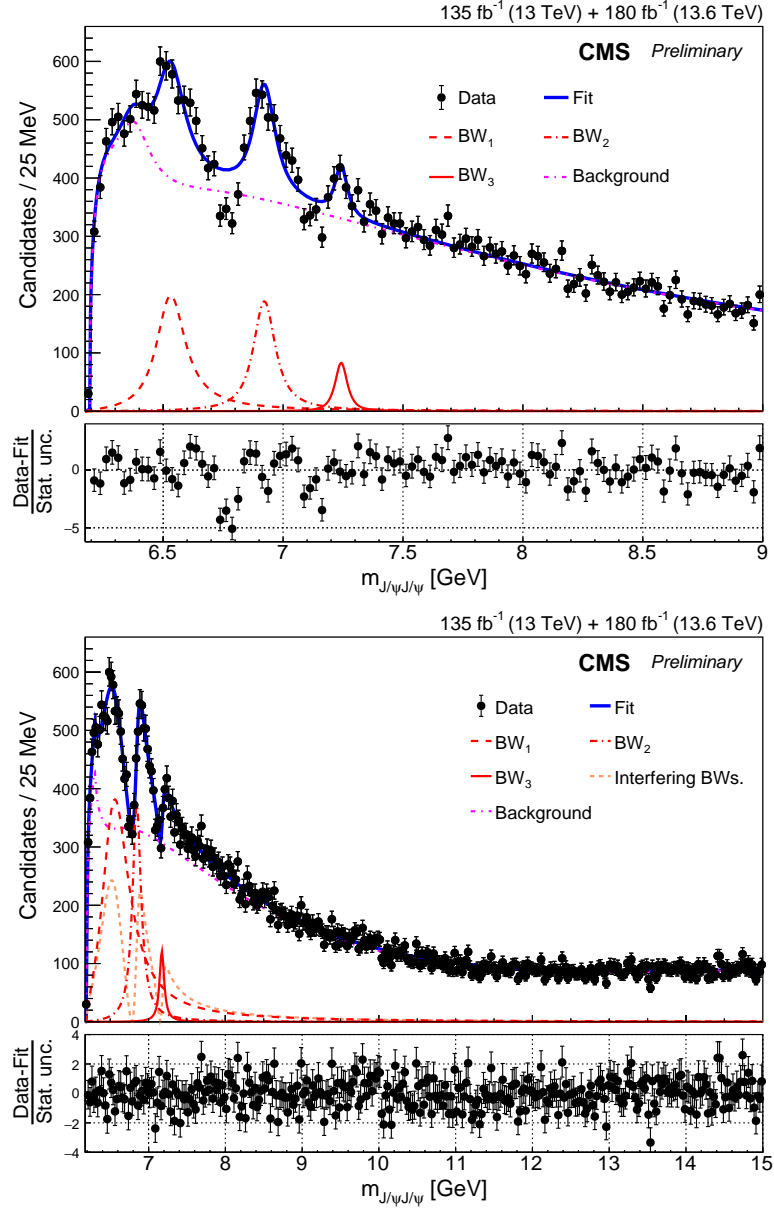 135 fb⁻¹ (13 TeV) + 180 fb⁻¹ (13.6 TeV)
CMS Preliminary
Data
Fit
BW₁
BW₂
BW₃
Background
Candidates / 25 MeV
600
500
400
300
200
100
0
Data-Fit
Stat. unc.
0
−5
6.5 7 7.5 8 8.5 9
m_J/ψJ/ψ [GeV]
135 fb⁻¹ (13 TeV) + 180 fb⁻¹ (13.6 TeV)
CMS Preliminary
Data
Fit
BW₁
BW₂
BW₃
Interfering BWs.
Background
Candidates / 25 MeV
600
500
400
300
200
100
0
Data-Fit
Stat. unc.
4
2
0
−2
−4
7 8 9 10 11 12 13 14 15
m_J/ψJ/ψ [GeV]